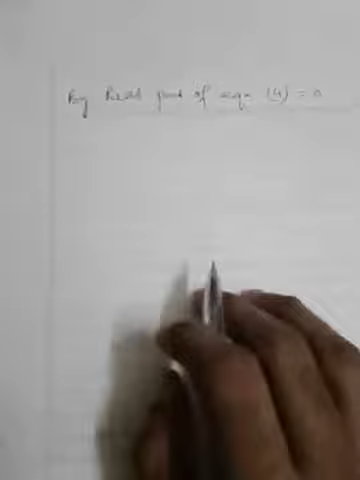 By Real part of eqn (4) = 0